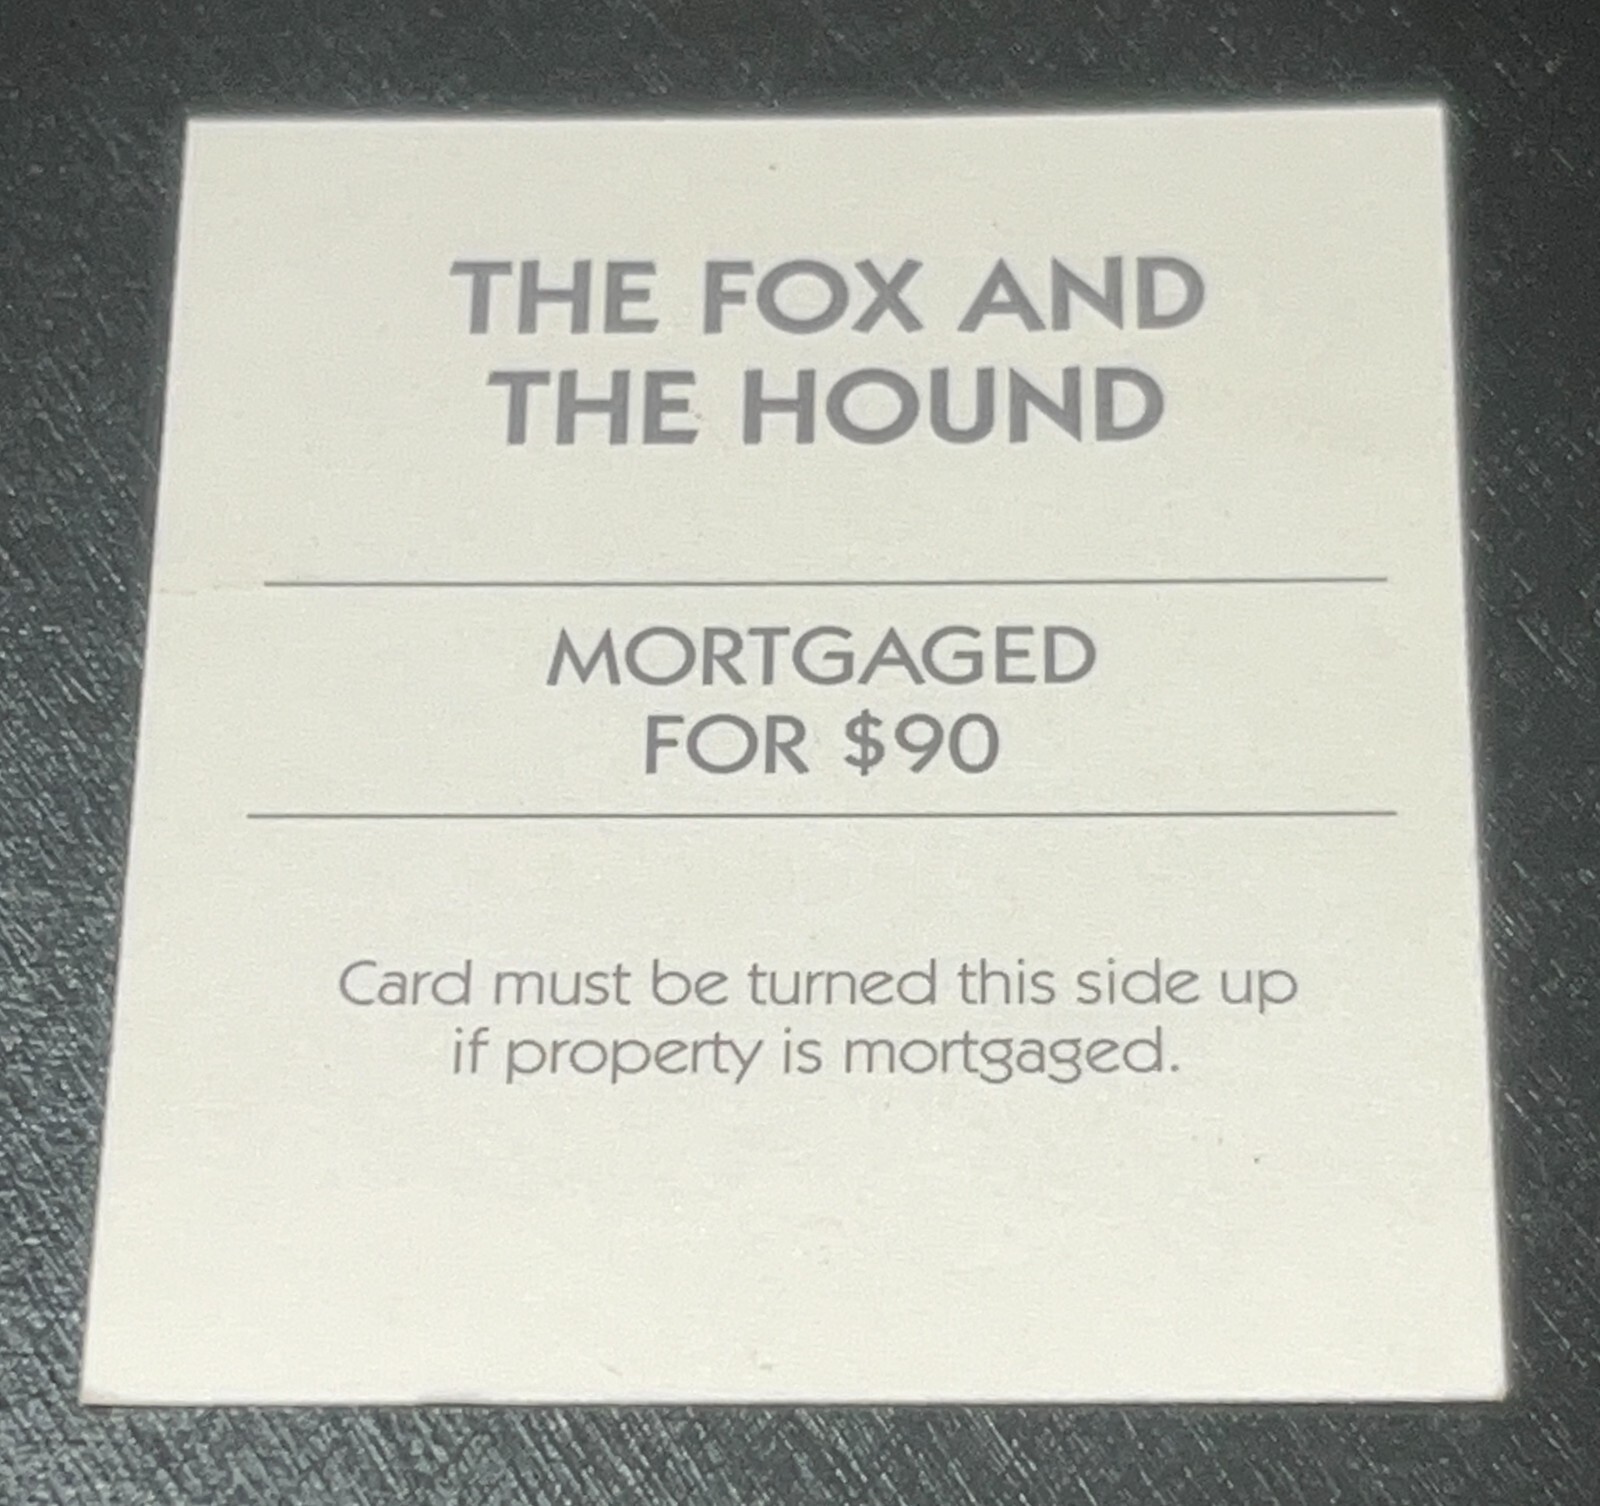 THE FOX AND
THE HOUND
MORTGAGED
FOR $90
Card must be turned this side up
if property is mortgaged.